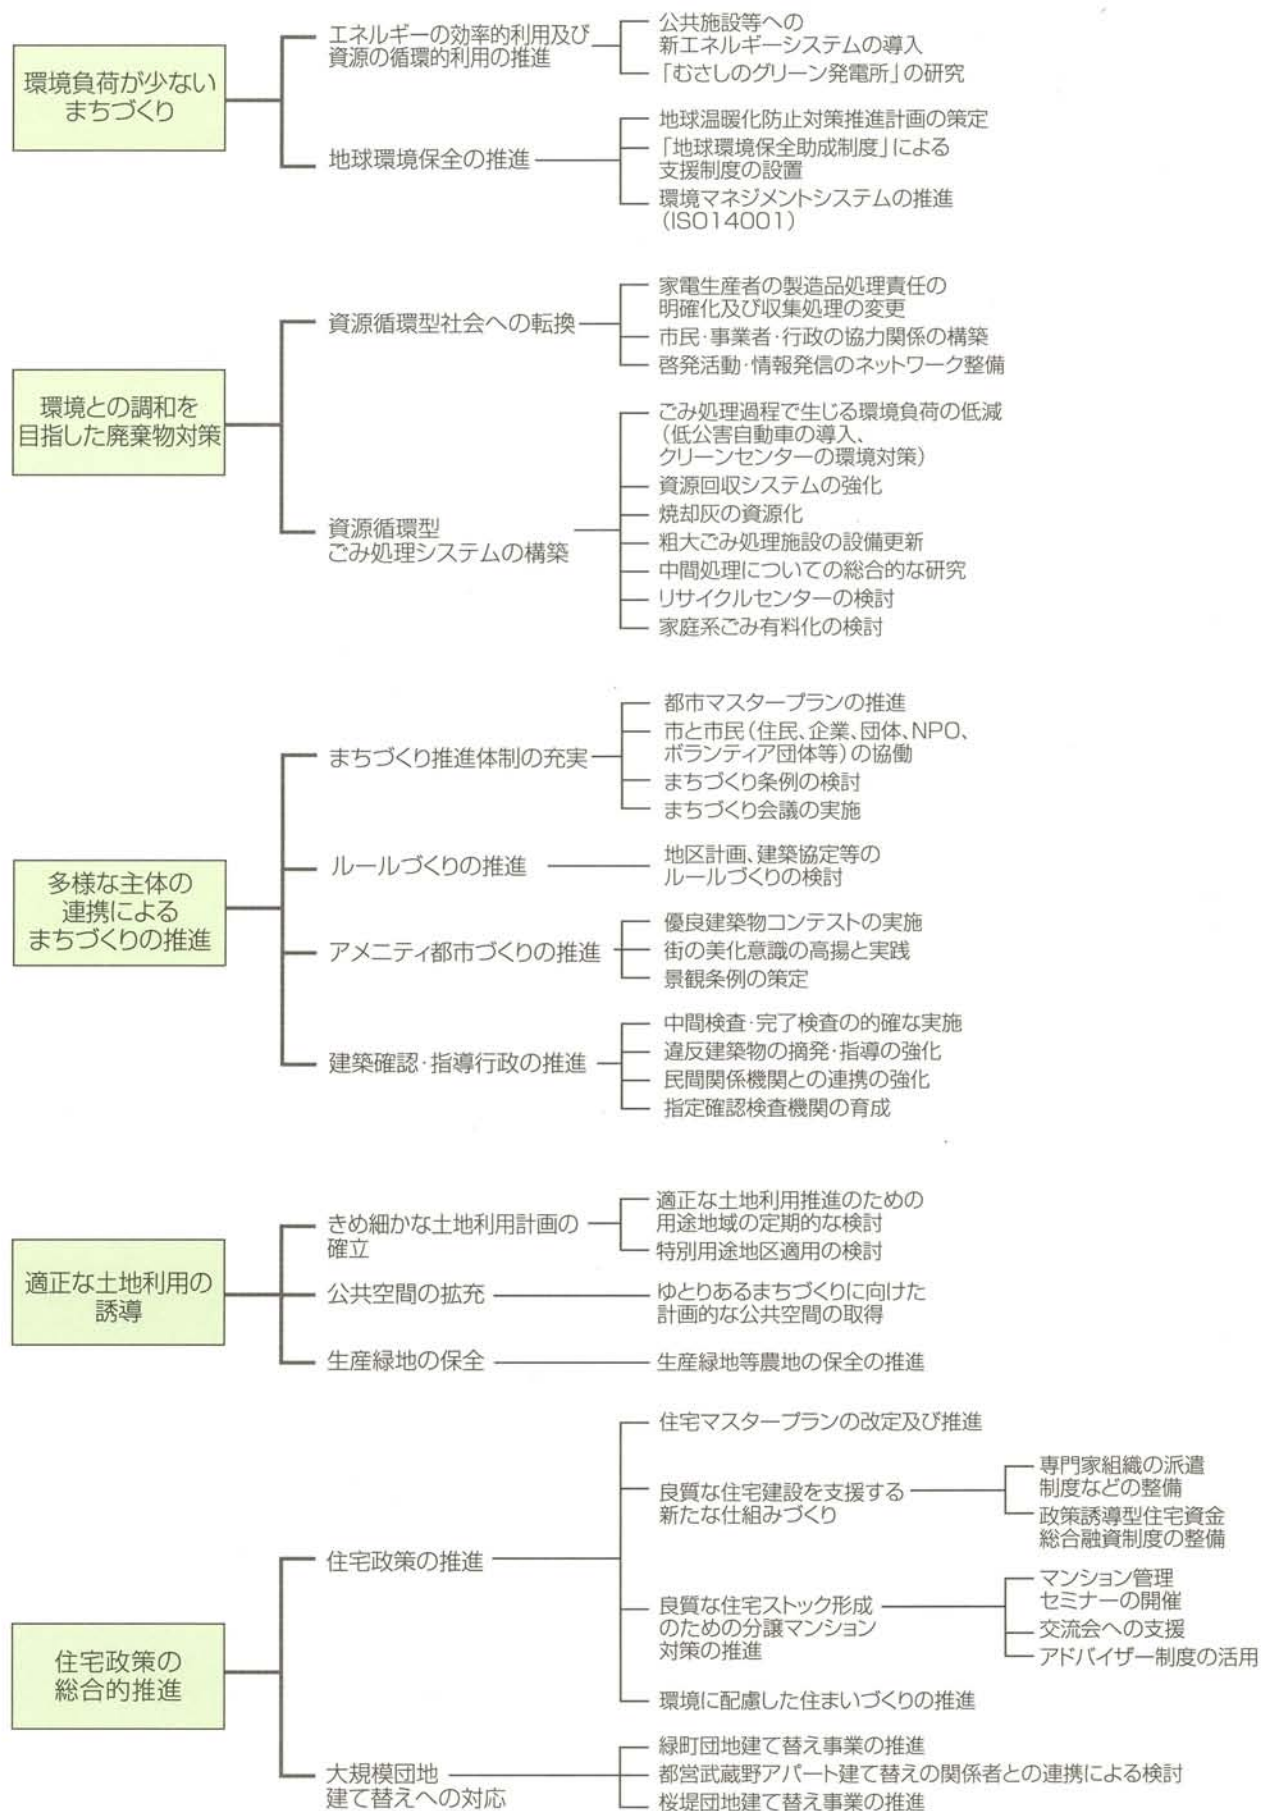 環境負荷が少ない
まちづくり
エネルギーの効率的利用及び
資源の循環的利用の推進
公共施設等への
新エネルギーシステムの導入
「むさしのグリーン発電所」の研究
地球環境保全の推進
地球温暖化防止対策推進計画の策定
「地球環境保全助成制度」による
支援制度の設置
環境マネジメントシステムの推進
(ISO14001)
環境との調和を
目指した廃棄物対策
資源循環型社会への転換
家電生産者の製造品処理責任の
明確化及び収集処理の変更
市民・事業者・行政の協力関係の構築
啓発活動・情報発信のネットワーク整備
資源循環型
ごみ処理システムの構築
ごみ処理過程で生じる環境負荷の低減
(低公害自動車の導入、
クリーンセンターの環境対策)
資源回収システムの強化
焼却灰の資源化
粗大ごみ処理施設の設備更新
中間処理についての総合的な研究
リサイクルセンターの検討
家庭系ごみ有料化の検討
多様な主体の
連携による
まちづくりの推進
まちづくり推進体制の充実
都市マスタープランの推進
市と市民(住民、企業、団体、NPO、
ボランティア団体等)の協働
まちづくり条例の検討
まちづくり会議の実施
ルールづくりの推進
地区計画、建築協定等の
ルールづくりの検討
アメニティ都市づくりの推進
優良建築物コンテストの実施
街の美化意識の高揚と実践
景観条例の策定
建築確認・指導行政の推進
中間検査・完了検査の的確な実施
違反建築物の摘発・指導の強化
民間関係機関との連携の強化
指定確認検査機関の育成
適正な土地利用の
誘導
きめ細かな土地利用計画の
確立
適正な土地利用推進のための
用途地域の定期的な検討
特別用途地区適用の検討
公共空間の拡充
ゆとりあるまちづくりに向けた
計画的な公共空間の取得
生産緑地の保全
生産緑地等農地の保全の推進
住宅政策の
総合的推進
住宅政策の推進
住宅マスタープランの改定及び推進
良質な住宅建設を支援する
新たな仕組みづくり
専門家組織の派遣
制度などの整備
政策誘導型住宅資金
総合融資制度の整備
良質な住宅ストック形成
のための分譲マンション
対策の推進
マンション管理
セミナーの開催
交流会への支援
アドバイザー制度の活用
環境に配慮した住まいづくりの推進
大規模団地
建て替えへの対応
緑町団地建て替え事業の推進
都営武蔵野アパート建て替えの関係者との連携による検討
桜堤団地建て替え事業の推進